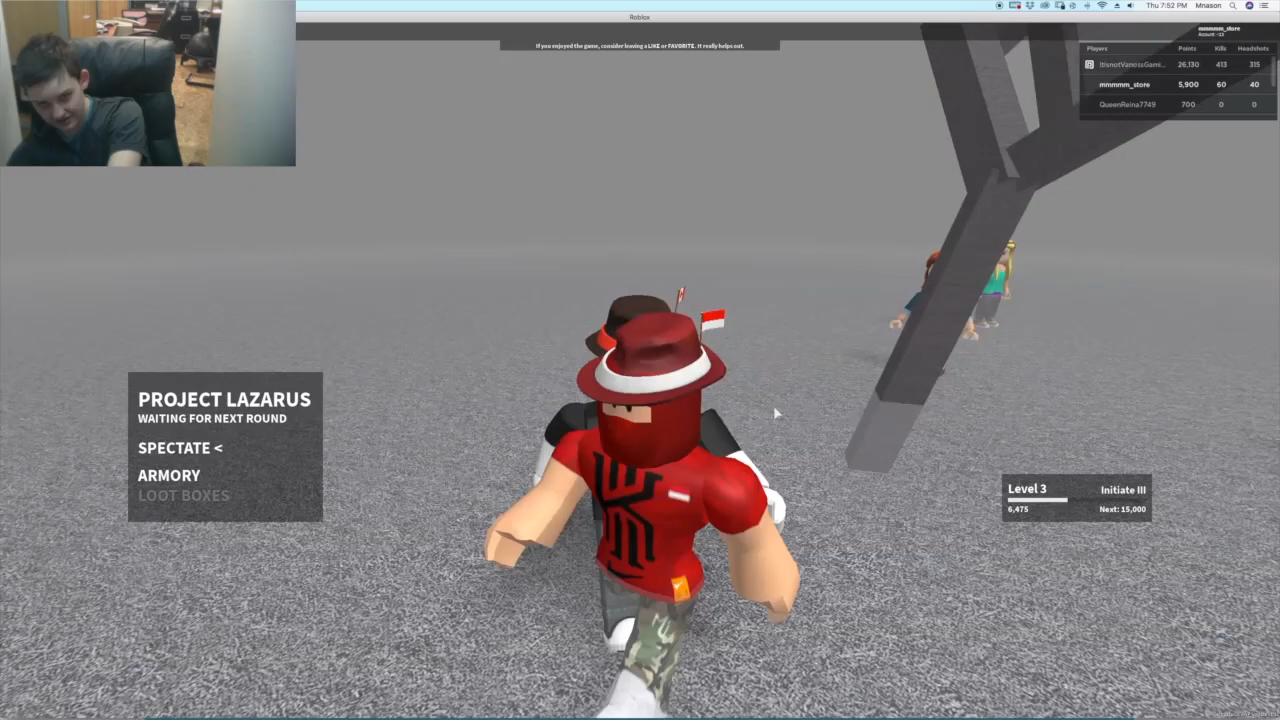 Thu 7:52 PM Mnason
Roblox
mmmmm_store
Account: -13
If you enjoyed the game, consider leaving a LIKE or FAVORITE. It really helps out.
Players Points Kills Headshots
ItisnotVanossGami... 26,130 413 315
mmmmm_store 5,900 60 40
QueenReina7749 700 0 0
PROJECT LAZARUS
WAITING FOR NEXT ROUND
SPECTATE <
ARMORY
LOOT BOXES
Level 3 Initiate III
6,475 Next: 15,000